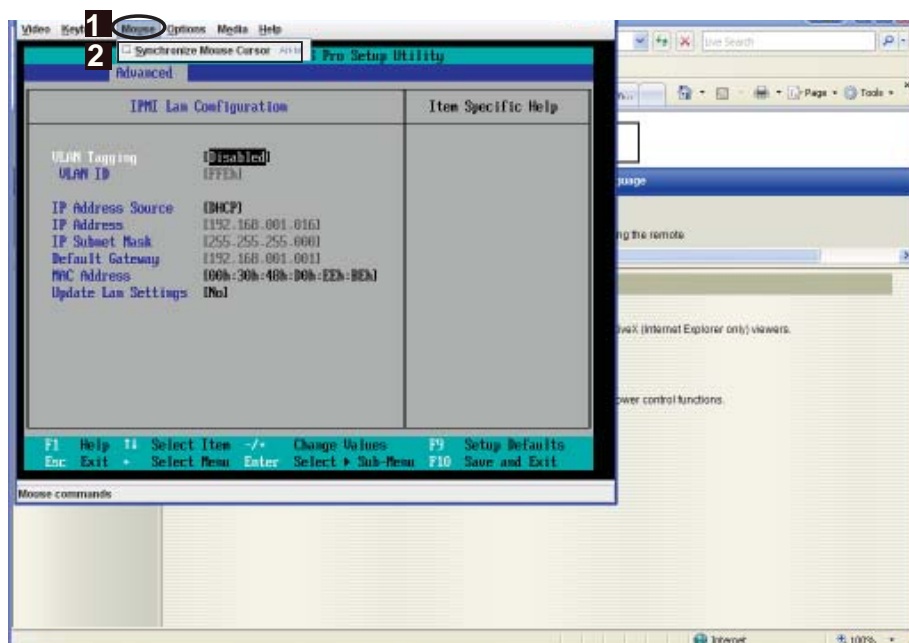 Video Mouse Options Media Help
1
2
Synchronize Mouse Cursor
Live Search
Pro Setup Utility
Advanced
Page Tools
IPMI Lan Configuration
Item Specific Help
VLAN Tagging [Disabled]
VLAN ID [FFEh]
IP Address Source [DHCP]
IP Address [192.168.001.016]
IP Subnet Mask [255.255.255.000]
Default Gateway [192.168.001.001]
MAC Address [00h:30h:48h:D0h:EEh:BEh]
Update Lan Settings [No]
ng the remote
iveX (Internet Explorer only) viewers.
ower control functions.
F1 Help ↑↓ Select Item -/+ Change Values F9 Setup Defaults
Esc Exit Select Menu Enter Select ▶ Sub-Menu F10 Save and Exit
Mouse commands
Internet
100%